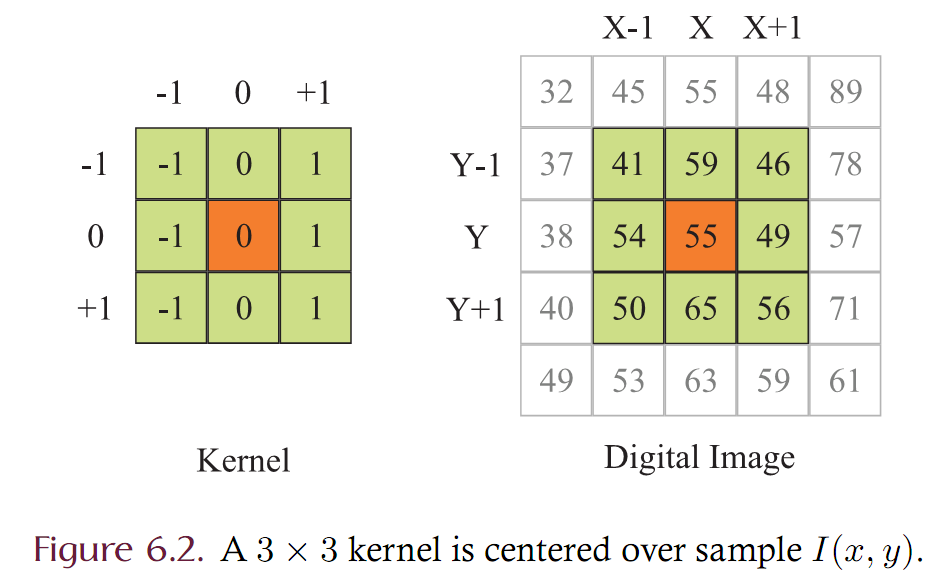 X-1 X X+1
-1 0 +1
32 45 55 48 89
-1 -1 0 1
Y-1 37 41 59 46 78
0 -1 0 1
Y 38 54 55 49 57
+1 -1 0 1
Y+1 40 50 65 56 71
49 53 63 59 61
Kernel
Digital Image
Figure 6.2. A 3 × 3 kernel is centered over sample I(x, y).